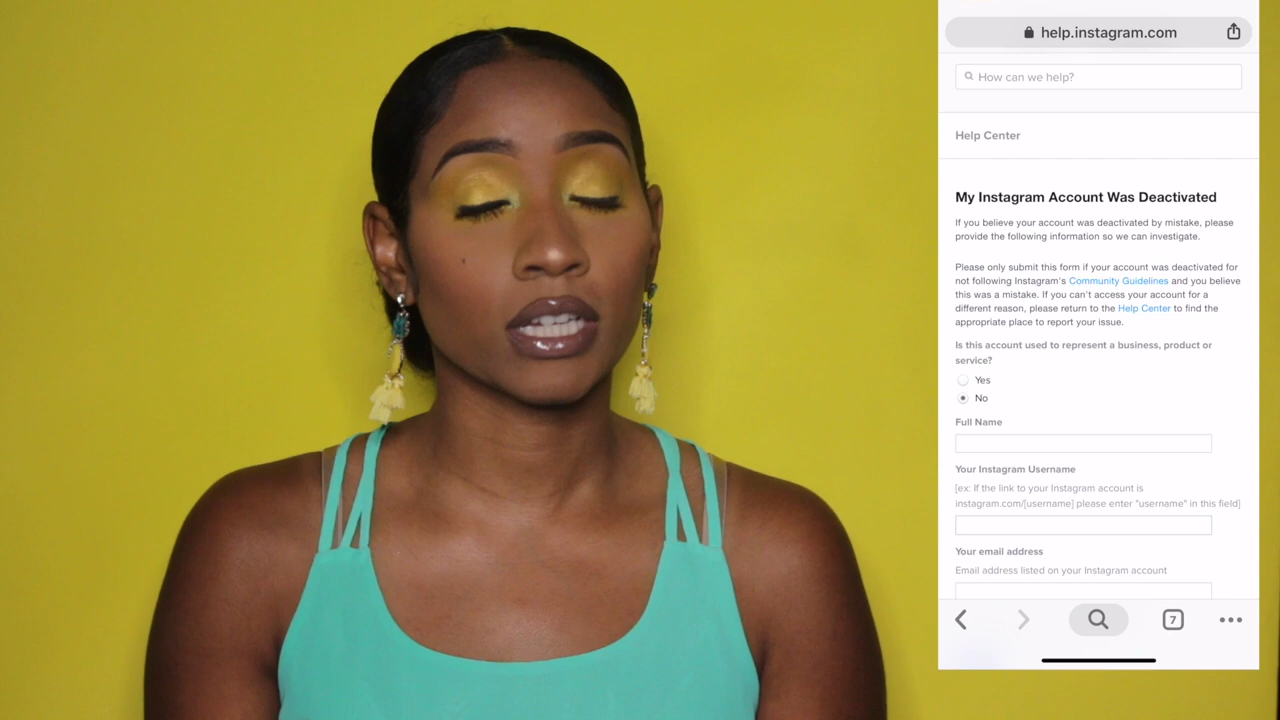 help.instagram.com
How can we help?
Help Center
My Instagram Account Was Deactivated
If you believe your account was deactivated by mistake, please
provide the following information so we can investigate.
Please only submit this form if your account was deactivated for
not following Instagram's Community Guidelines and you believe
this was a mistake. If you can't access your account for a
different reason, please return to the Help Center to find the
appropriate place to report your issue.
Is this account used to represent a business, product or
service?
Yes
No
Full Name
Your Instagram Username
[ex: If the link to your Instagram account is
instagram.com/[username] please enter "username" in this field]
Your email address
Email address listed on your Instagram account
7